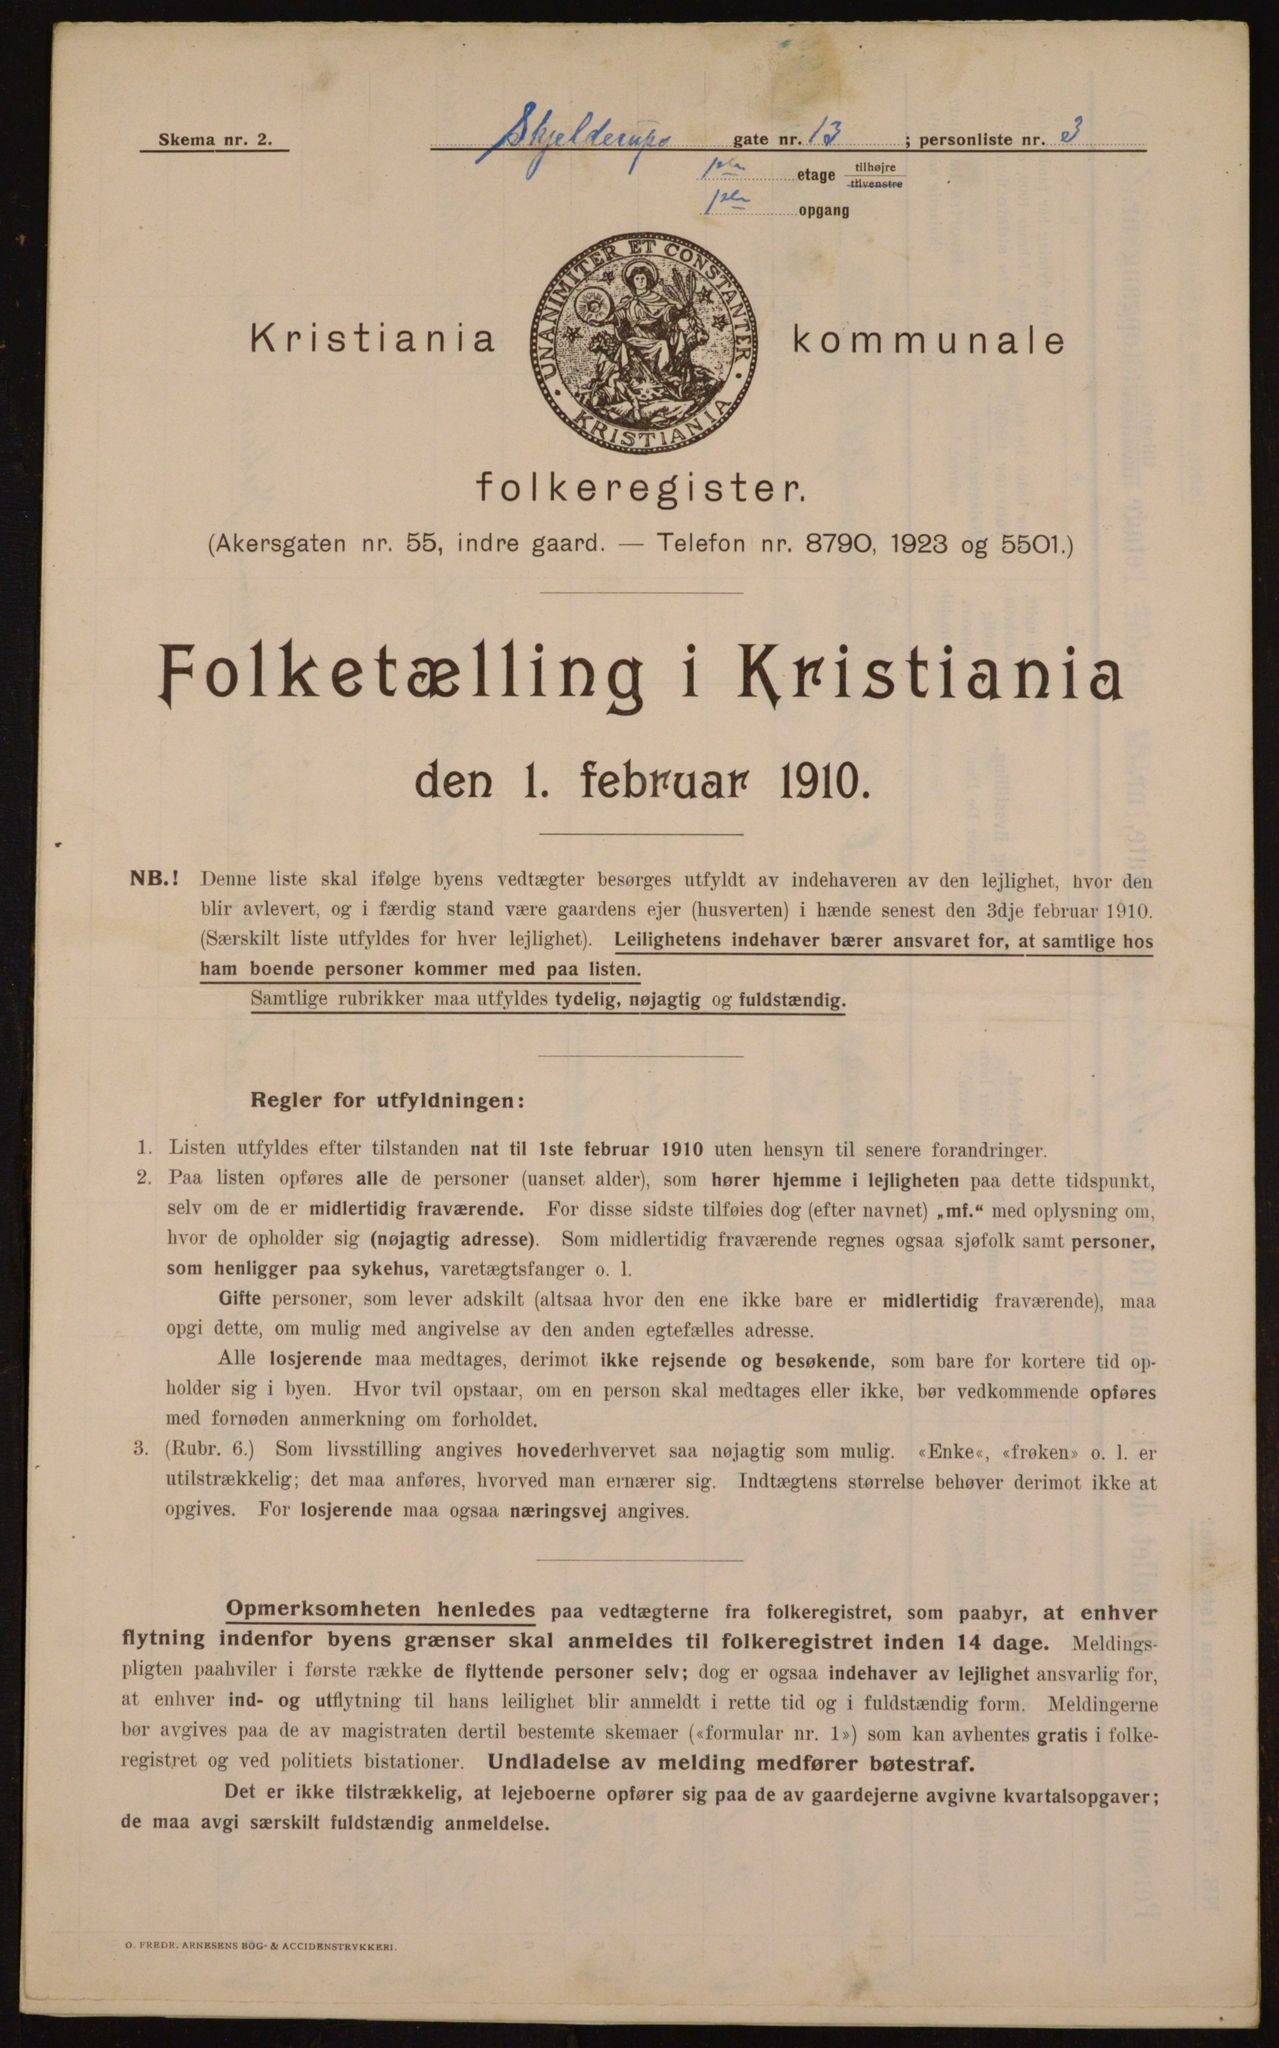 Skema nr. 2.
Skjelderups gate nr. 13 ; personliste nr. 3
1ste etage tilhøjre
tilvenstre
opgang
UNANIMITER ET CONSTANTER
KRISTIANIA
Kristiania kommunale
folkeregister.
(Akersgaten nr. 55, indre gaard. — Telefon nr. 8790, 1923 og 5501.)
Folketælling i Kristiania
den 1. februar 1910.
NB.! Denne liste skal ifølge byens vedtægter besørges utfyldt av indehaveren av den lejlighet, hvor den
blir avlevert, og i færdig stand være gaardens ejer (husverten) i hænde senest den 3dje februar 1910.
(Særskilt liste utfyldes for hver lejlighet). Leilighetens indehaver bærer ansvaret for, at samtlige hos
ham boende personer kommer med paa listen.
Samtlige rubrikker maa utfyldes tydelig, nøjagtig og fuldstændig.
Regler for utfyldningen:
1. Listen utfyldes efter tilstanden nat til 1ste februar 1910 uten hensyn til senere forandringer.
2. Paa listen opføres alle de personer (uanset alder), som hører hjemme i lejligheten paa dette tidspunkt,
selv om de er midlertidig fraværende. For disse sidste tilføies dog (efter navnet) „mf.“ med oplysning om,
hvor de opholder sig (nøjagtig adresse). Som midlertidig fraværende regnes ogsaa sjøfolk samt personer,
som henligger paa sykehus, varetægtsfanger o. l.
Gifte personer, som lever adskilt (altsaa hvor den ene ikke bare er midlertidig fraværende), maa
opgi dette, om mulig med angivelse av den anden egtefælles adresse.
Alle losjerende maa medtages, derimot ikke rejsende og besøkende, som bare for kortere tid op-
holder sig i byen. Hvor tvil opstaar, om en person skal medtages eller ikke, bør vedkommende opføres
med fornøden anmerkning om forholdet.
3. (Rubr. 6.) Som livsstilling angives hovederhvervet saa nøjagtig som mulig. «Enke«, «frøken» o. l. er
utilstrækkelig; det maa anføres, hvorved man ernærer sig. Indtægtens størrelse behøver derimot ikke at
opgives. For losjerende maa ogsaa næringsvej angives.
Opmerksomheten henledes paa vedtægterne fra folkeregistret, som paabyr, at enhver
flytning indenfor byens grænser skal anmeldes til folkeregistret inden 14 dage. Meldings-
pligten paahviler i første række de flyttende personer selv; dog er ogsaa indehaver av lejlighet ansvarlig for,
at enhver ind- og utflytning til hans leilighet blir anmeldt i rette tid og i fuldstændig form. Meldingerne
bør avgives paa de av magistraten dertil bestemte skemaer («formular nr. 1») som kan avhentes gratis i folke-
registret og ved politiets bistationer. Undladelse av melding medfører bøtestraf.
Det er ikke tilstrækkelig, at lejeboerne opfører sig paa de av gaardejerne avgivne kvartalsopgaver;
de maa avgi særskilt fuldstændig anmeldelse.
O. FREDR. ARNESENS BOG- & ACCIDENSTRYKKERI.